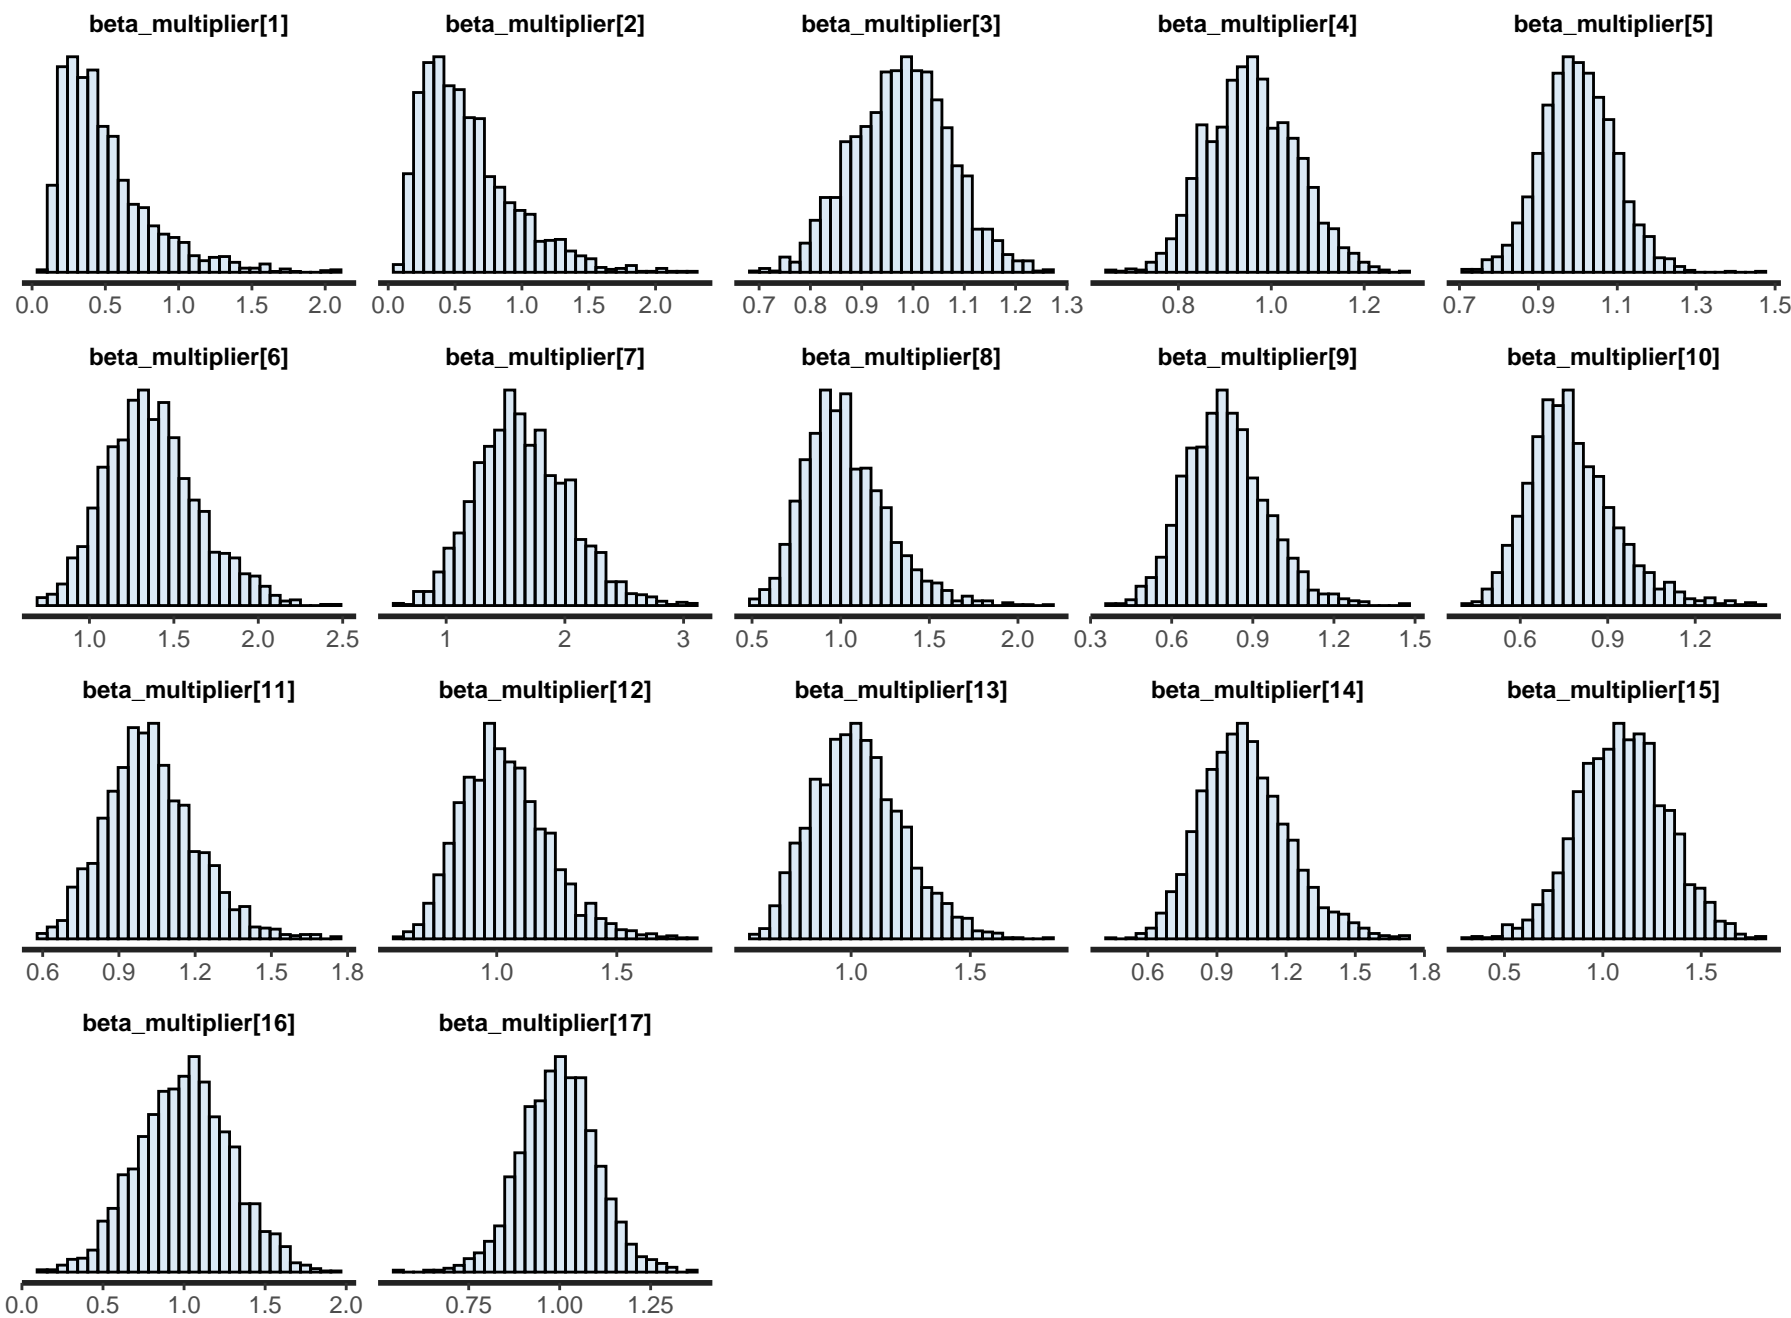 beta_multiplier[1] beta_multiplier[2] beta_multiplier[3] beta_multiplier[4] beta_multiplier[5]
0.0 0.5 1.0 1.5 2.0 0.0 0.5 1.0 1.5 2.0 0.7 0.8 0.9 1.0 1.1 1.2 1.3 0.8 1.0 1.2 0.7 0.9 1.1 1.3 1.5
beta_multiplier[6] beta_multiplier[7] beta_multiplier[8] beta_multiplier[9] beta_multiplier[10]
1.0 1.5 2.0 2.5 1 2 3 0.5 1.0 1.5 2.0 0.3 0.6 0.9 1.2 1.5 0.6 0.9 1.2
beta_multiplier[11] beta_multiplier[12] beta_multiplier[13] beta_multiplier[14] beta_multiplier[15]
0.6 0.9 1.2 1.5 1.8 1.0 1.5 1.0 1.5 0.6 0.9 1.2 1.5 1.8 0.5 1.0 1.5
beta_multiplier[16] beta_multiplier[17]
0.0 0.5 1.0 1.5 2.0 0.75 1.00 1.25